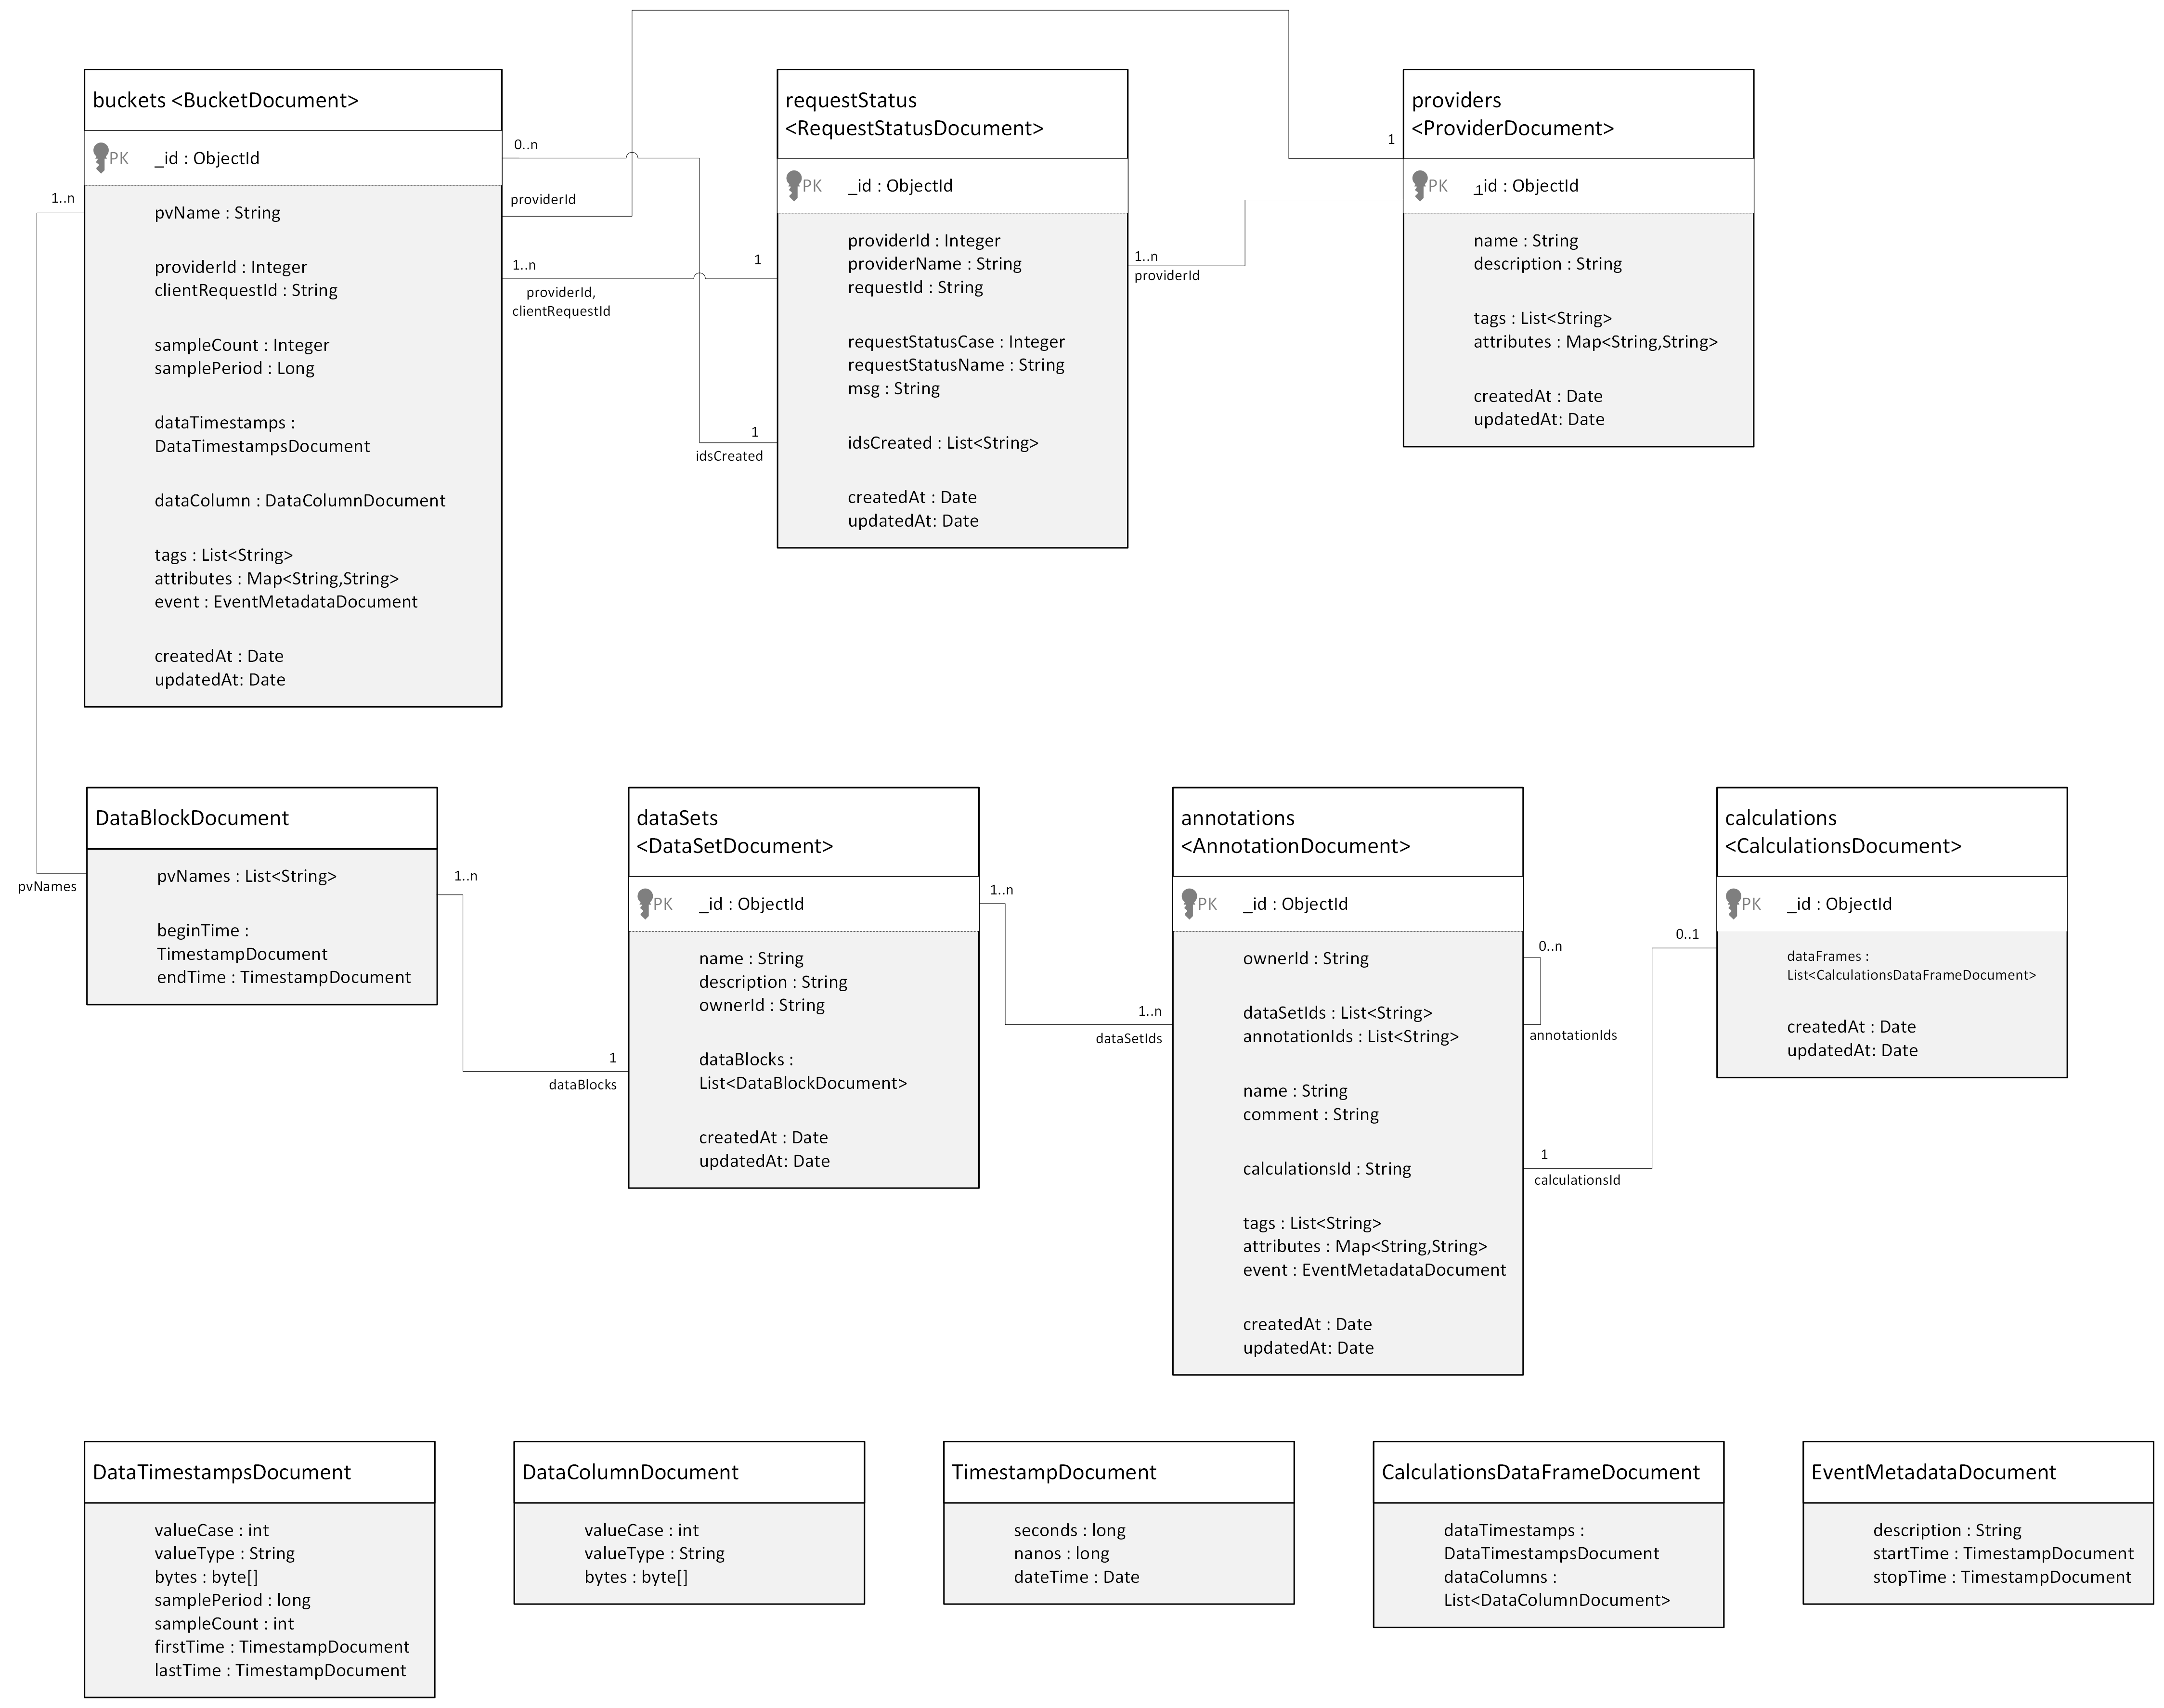 buckets <BucketDocument>
PK _id : ObjectId
pvName : String
providerId : Integer
clientRequestId : String
sampleCount : Integer
samplePeriod : Long
dataTimestamps :
DataTimestampsDocument
dataColumn : DataColumnDocument
tags : List<String>
attributes : Map<String,String>
event : EventMetadataDocument
createdAt : Date
updatedAt: Date
0..n
providerId
1..n
providerId,
clientRequestId
1
1
idsCreated
requestStatus
<RequestStatusDocument>
PK _id : ObjectId
providerId : Integer
providerName : String
requestId : String
requestStatusCase : Integer
requestStatusName : String
msg : String
idsCreated : List<String>
createdAt : Date
updatedAt: Date
1..n
providerId
1
providers
<ProviderDocument>
PK _id : ObjectId
1
name : String
description : String
tags : List<String>
attributes : Map<String,String>
createdAt : Date
updatedAt: Date
1..n
pvNames
DataBlockDocument
pvNames : List<String>
beginTime :
TimestampDocument
endTime : TimestampDocument
1..n
1
dataBlocks
dataSets
<DataSetDocument>
PK _id : ObjectId
name : String
description : String
ownerId : String
dataBlocks :
List<DataBlockDocument>
createdAt : Date
updatedAt: Date
1..n
1..n
dataSetIds
annotations
<AnnotationDocument>
PK _id : ObjectId
ownerId : String
dataSetIds : List<String>
annotationIds : List<String>
name : String
comment : String
calculationsId : String
tags : List<String>
attributes : Map<String,String>
event : EventMetadataDocument
createdAt : Date
updatedAt: Date
0..n
annotationIds
1
calculationsId
0..1
calculations
<CalculationsDocument>
PK _id : ObjectId
dataFrames :
List<CalculationsDataFrameDocument>
createdAt : Date
updatedAt: Date
DataTimestampsDocument
valueCase : int
valueType : String
bytes : byte[]
samplePeriod : long
sampleCount : int
firstTime : TimestampDocument
lastTime : TimestampDocument
DataColumnDocument
valueCase : int
valueType : String
bytes : byte[]
TimestampDocument
seconds : long
nanos : long
dateTime : Date
CalculationsDataFrameDocument
dataTimestamps :
DataTimestampsDocument
dataColumns :
List<DataColumnDocument>
EventMetadataDocument
description : String
startTime : TimestampDocument
stopTime : TimestampDocument